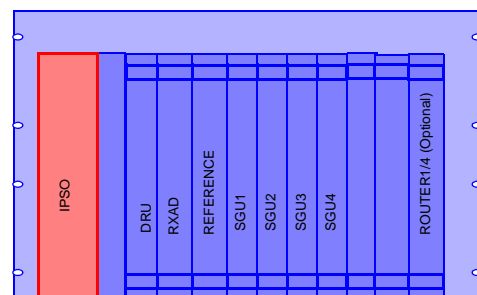 IPSO
DRU
RXAD
REFERENCE
SGU1
SGU2
SGU3
SGU4
ROUTER1/4 (Optional)